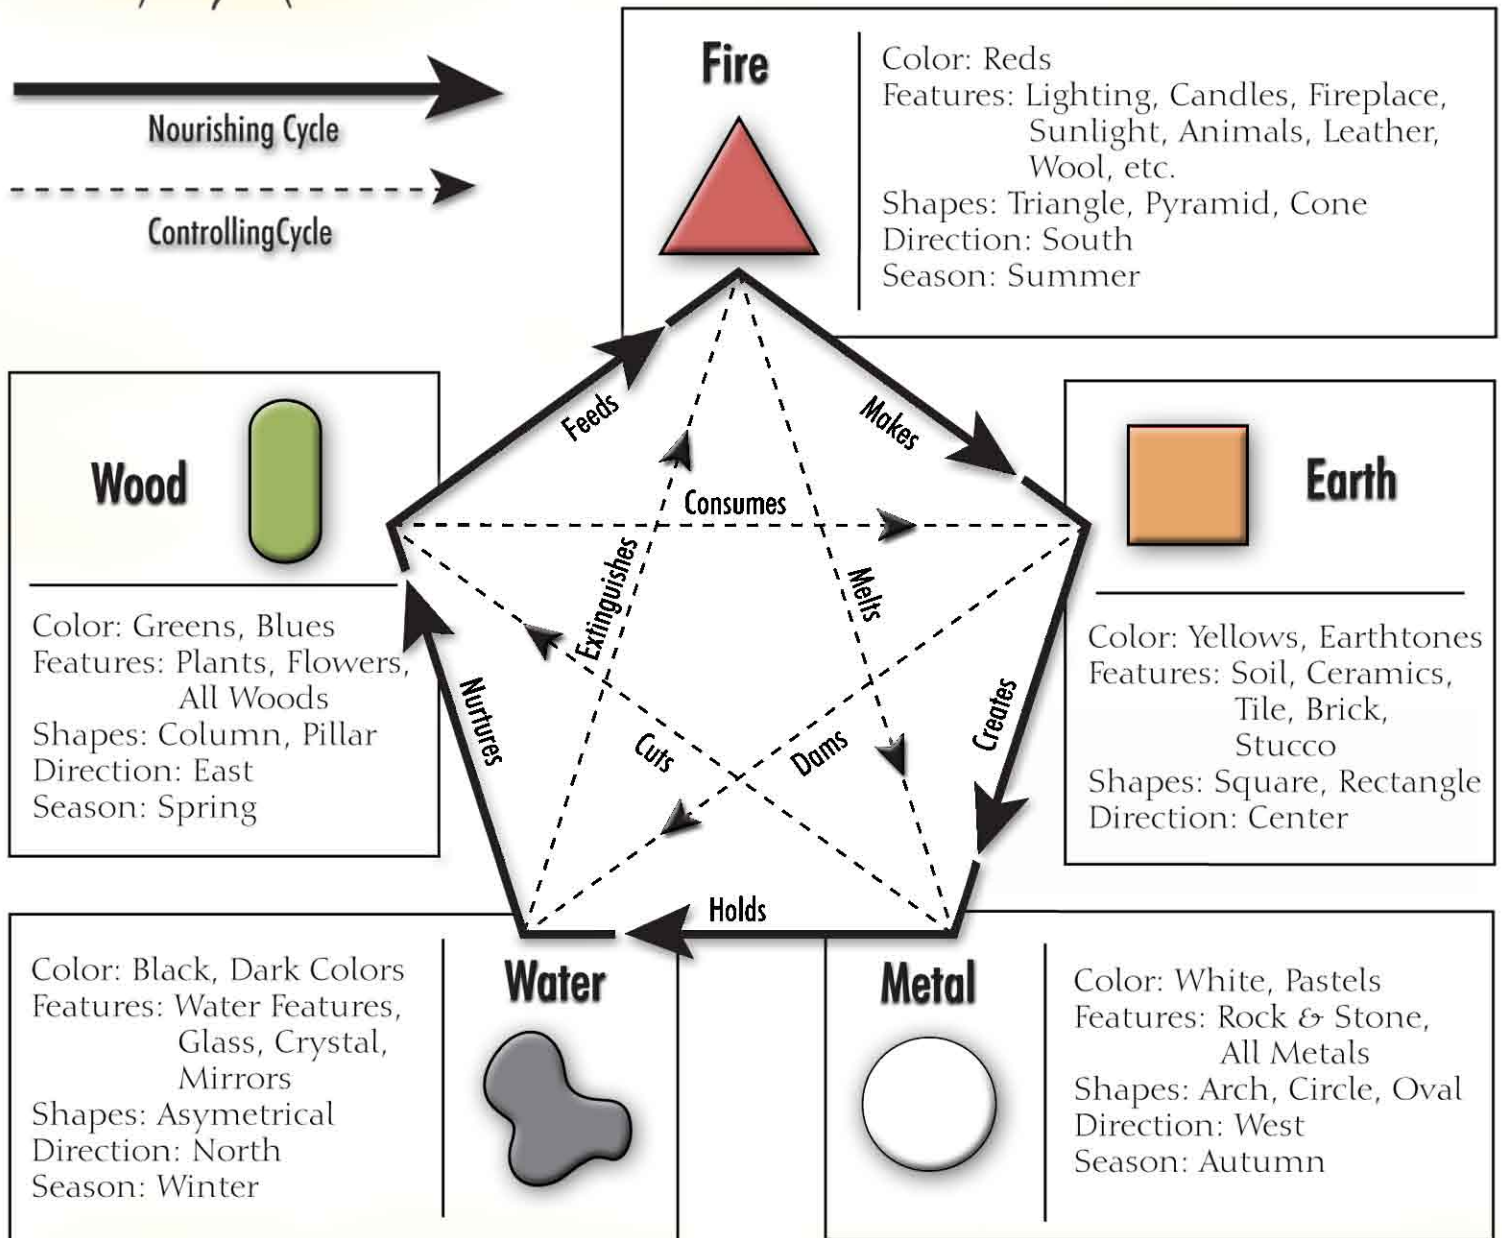 Nourishing Cycle
ControllingCycle
Fire
Color: Reds
Features: Lighting, Candles, Fireplace,
Sunlight, Animals, Leather,
Wool, etc.
Shapes: Triangle, Pyramid, Cone
Direction: South
Season: Summer
Wood
Color: Greens, Blues
Features: Plants, Flowers,
All Woods
Shapes: Column, Pillar
Direction: East
Season: Spring
Feeds
Makes
Consumes
Extinguishes
Melts
Nurtures
Cuts
Dams
Creates
Holds
Earth
Color: Yellows, Earthtones
Features: Soil, Ceramics,
Tile, Brick,
Stucco
Shapes: Square, Rectangle
Direction: Center
Water
Color: Black, Dark Colors
Features: Water Features,
Glass, Crystal,
Mirrors
Shapes: Asymetrical
Direction: North
Season: Winter
Metal
Color: White, Pastels
Features: Rock & Stone,
All Metals
Shapes: Arch, Circle, Oval
Direction: West
Season: Autumn